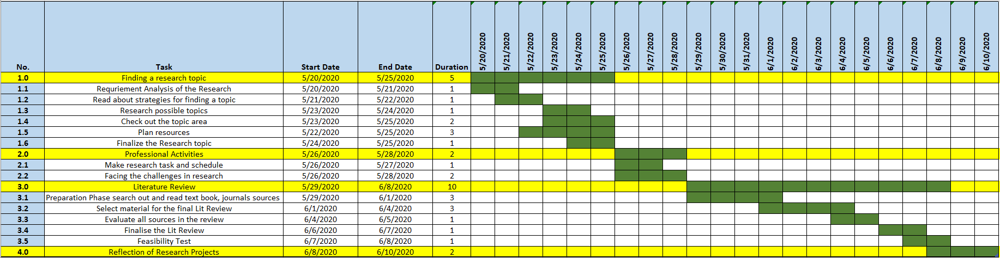 No. Task Start Date End Date Duration 5/20/2020 5/21/2020 5/22/2020 5/23/2020 5/24/2020 5/25/2020 5/26/2020 5/27/2020 5/28/2020 5/29/2020 5/30/2020 5/31/2020 6/1/2020 6/2/2020 6/3/2020 6/4/2020 6/5/2020 6/6/2020 6/7/2020 6/8/2020 6/9/2020 6/10/2020
1.0 Finding a research topic 5/20/2020 5/25/2020 5
1.1 Requriement Analysis of the Research 5/20/2020 5/21/2020 1
1.2 Read about strategies for finding a topic 5/21/2020 5/22/2020 1
1.3 Research possible topics 5/23/2020 5/24/2020 1
1.4 Check out the topic area 5/23/2020 5/25/2020 2
1.5 Plan resources 5/22/2020 5/25/2020 3
1.6 Finalize the Research topic 5/24/2020 5/25/2020 1
2.0 Professional Activities 5/26/2020 5/28/2020 2
2.1 Make research task and schedule 5/26/2020 5/27/2020 1
2.2 Facing the challenges in research 5/26/2020 5/28/2020 2
3.0 Literature Review 5/29/2020 6/8/2020 10
3.1 Preparation Phase search out and read text book, journals sources 5/29/2020 6/1/2020 3
3.2 Select material for the final Lit Review 6/1/2020 6/4/2020 3
3.3 Evaluate all sources in the review 6/4/2020 6/5/2020 1
3.4 Finalise the Lit Review 6/6/2020 6/7/2020 1
3.5 Feasibility Test 6/7/2020 6/8/2020 1
4.0 Reflection of Research Projects 6/8/2020 6/10/2020 2